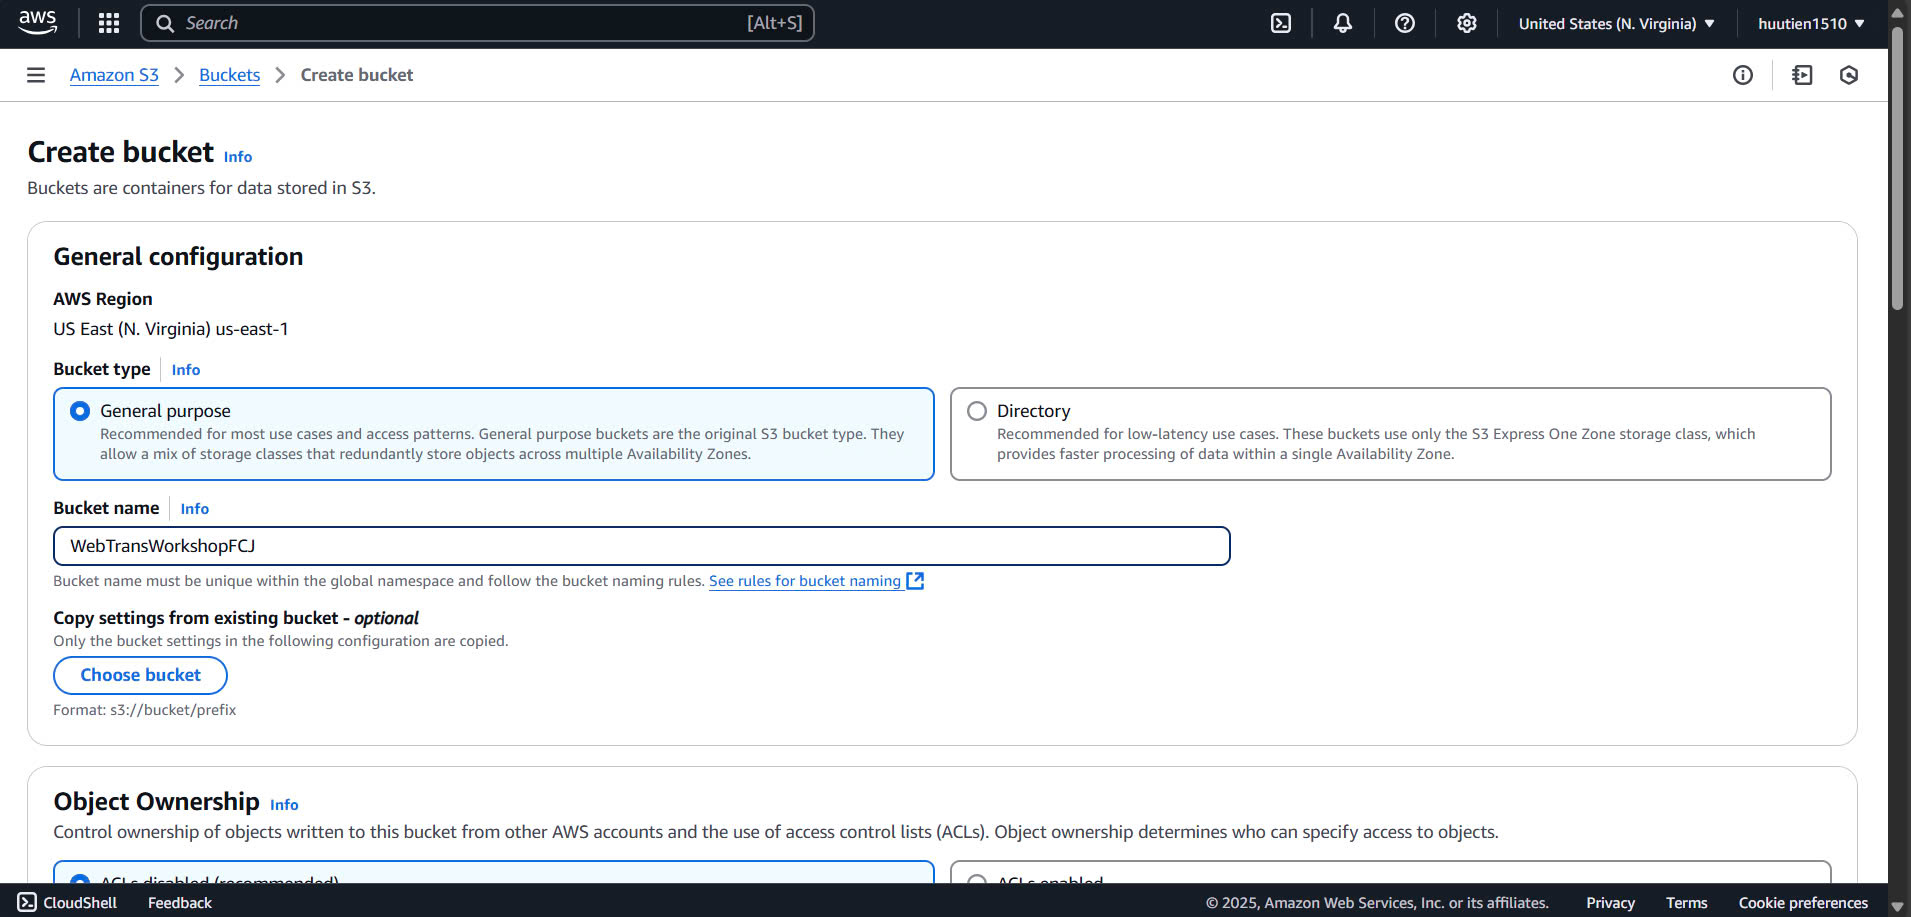 aws
Search [Alt+S]
United States (N. Virginia) ▼
huutien1510 ▼
Amazon S3 > Buckets > Create bucket
Create bucket Info
Buckets are containers for data stored in S3.
General configuration
AWS Region
US East (N. Virginia) us-east-1
Bucket type Info
General purpose
Recommended for most use cases and access patterns. General purpose buckets are the original S3 bucket type. They
allow a mix of storage classes that redundantly store objects across multiple Availability Zones.
Directory
Recommended for low-latency use cases. These buckets use only the S3 Express One Zone storage class, which
provides faster processing of data within a single Availability Zone.
Bucket name Info
WebTransWorkshopFCJ
Bucket name must be unique within the global namespace and follow the bucket naming rules. See rules for bucket naming
Copy settings from existing bucket - optional
Only the bucket settings in the following configuration are copied.
Choose bucket
Format: s3://bucket/prefix
Object Ownership Info
Control ownership of objects written to this bucket from other AWS accounts and the use of access control lists (ACLs). Object ownership determines who can specify access to objects.
ACLs disabled (recommended)
ACLs enabled
CloudShell Feedback
© 2025, Amazon Web Services, Inc. or its affiliates. Privacy Terms Cookie preferences